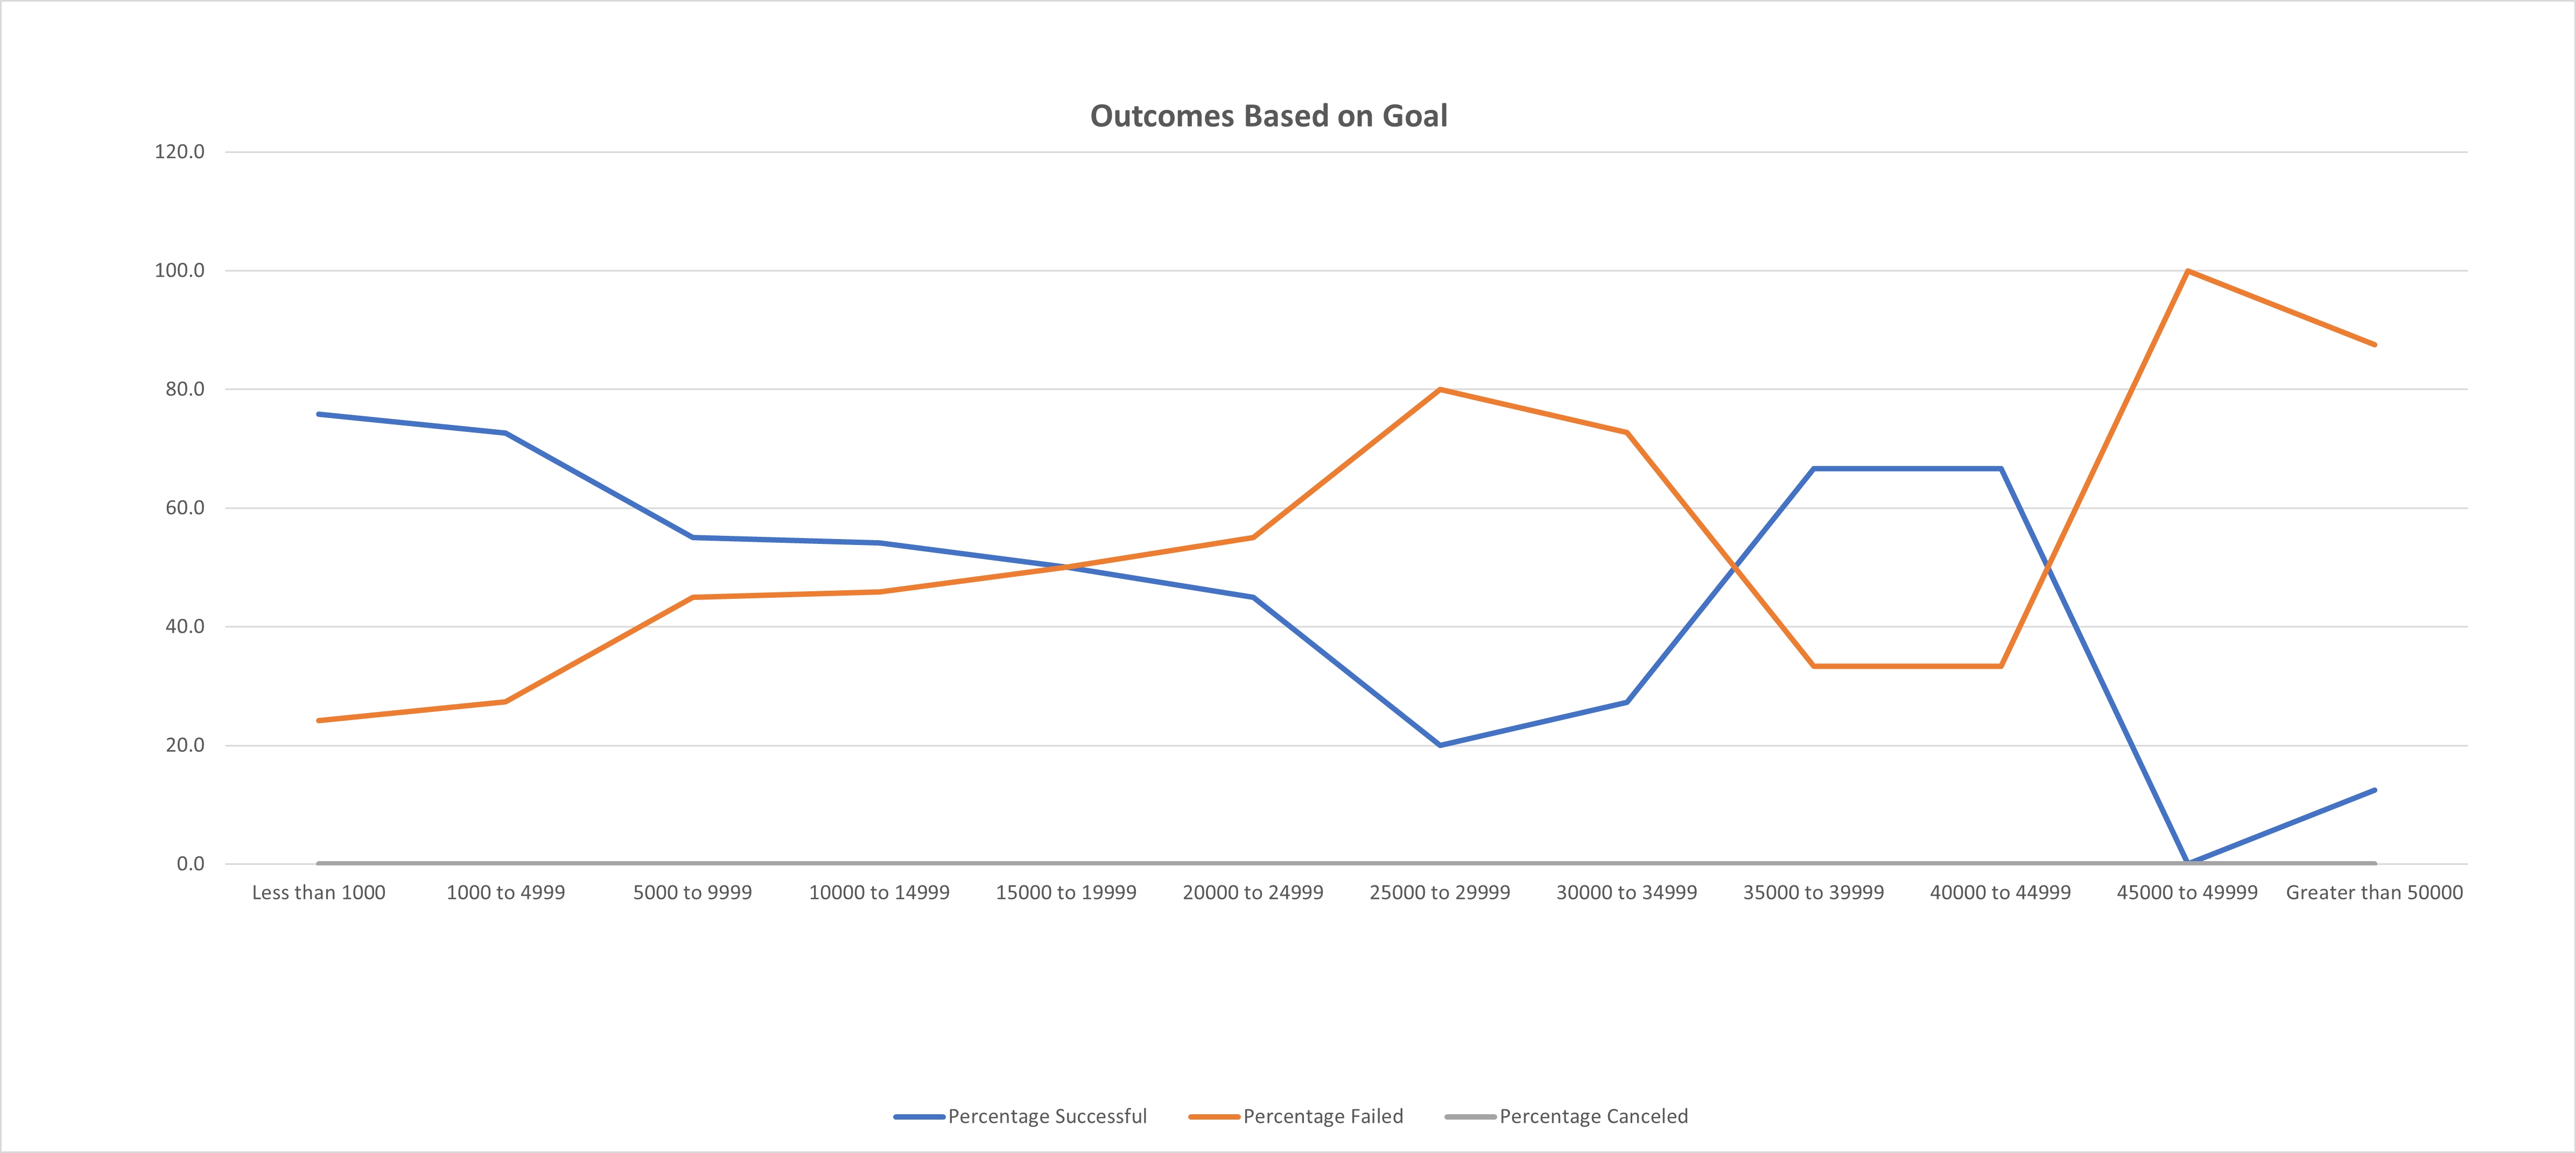 Outcomes Based on Goal
120.0
100.0
80.0
60.0
40.0
20.0
0.0
Less than 1000 1000 to 4999 5000 to 9999 10000 to 14999 15000 to 19999 20000 to 24999 25000 to 29999 30000 to 34999 35000 to 39999 40000 to 44999 45000 to 49999 Greater than 50000
Percentage Successful Percentage Failed Percentage Canceled